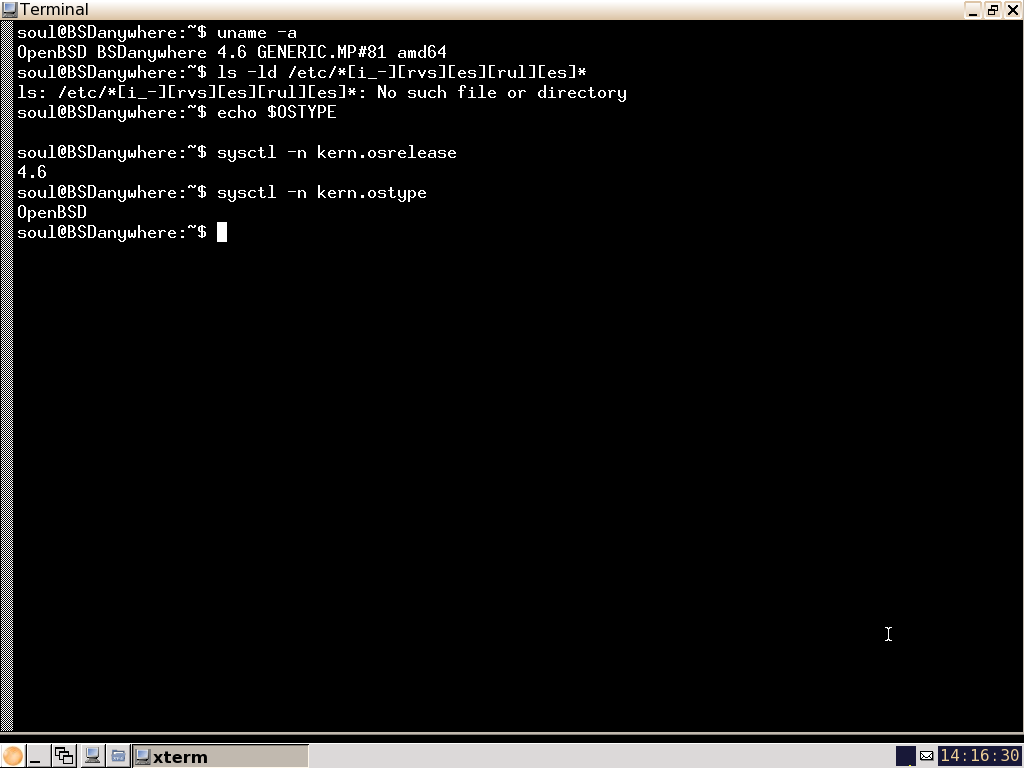 Terminal
soul@BSDanywhere:~$ uname -a
OpenBSD BSDanywhere 4.6 GENERIC.MP#81 amd64
soul@BSDanywhere:~$ ls -ld /etc/*[i_-][rvs][es][rul][es]*
ls: /etc/*[i_-][rvs][es][rul][es]*: No such file or directory
soul@BSDanywhere:~$ echo $OSTYPE
soul@BSDanywhere:~$ sysctl -n kern.osrelease
4.6
soul@BSDanywhere:~$ sysctl -n kern.ostype
OpenBSD
soul@BSDanywhere:~$
xterm
14:16:30